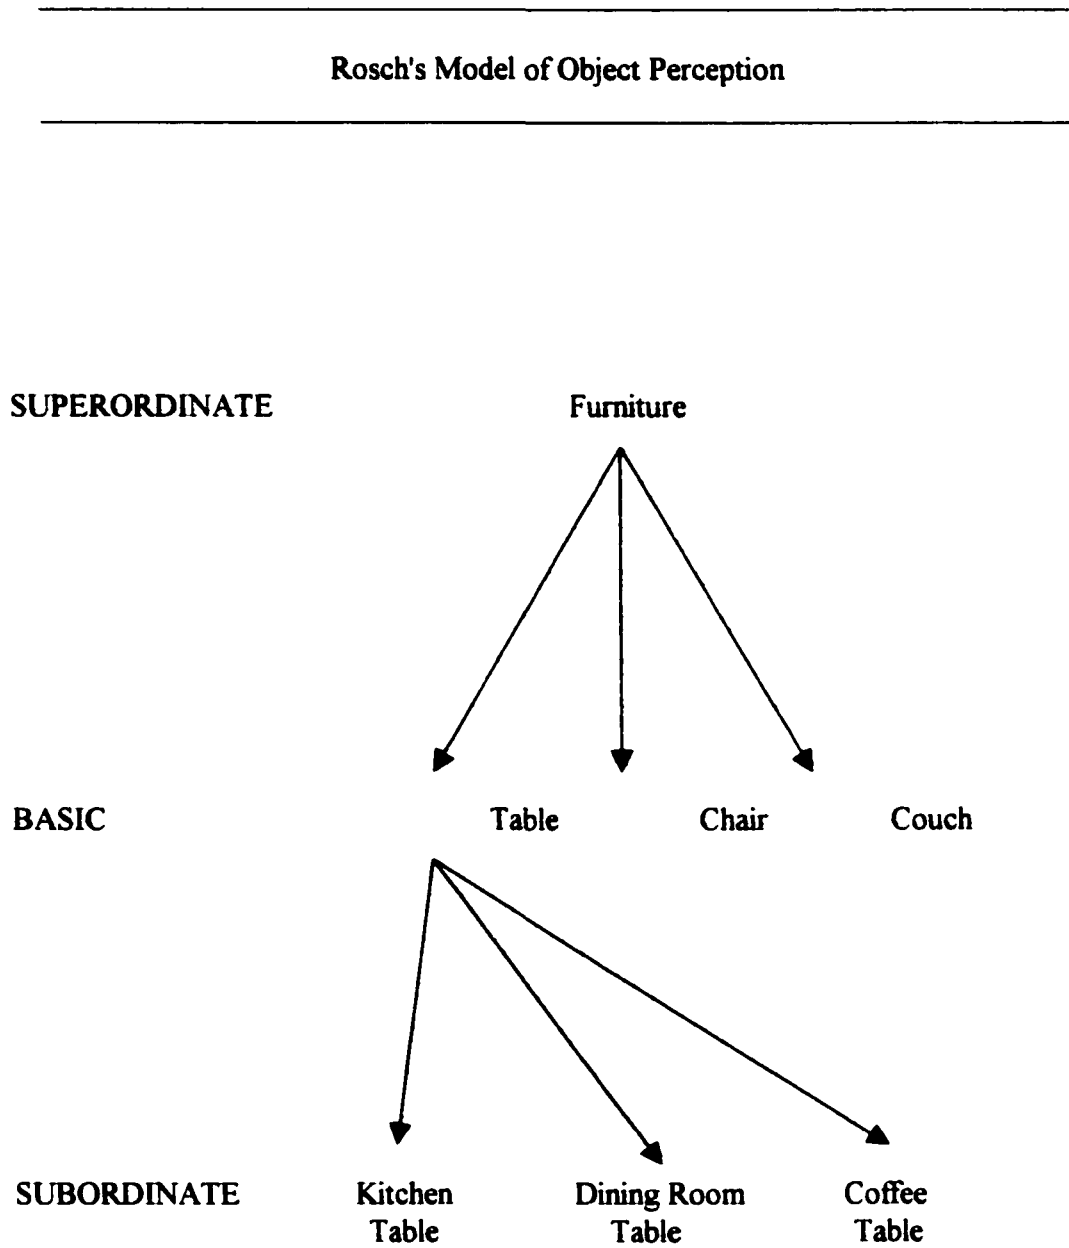 Rosch's Model of Object Perception
SUPERORDINATE Furniture
BASIC Table Chair Couch
SUBORDINATE Kitchen Dining Room Coffee
Table Table Table